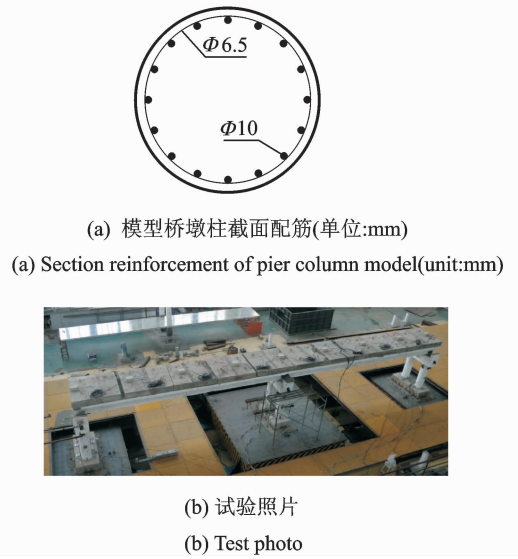 Φ6.5
Φ10
(a) 模型桥墩柱截面配筋(单位:mm)
(a) Section reinforcement of pier column model(unit:mm)
(b) 试验照片
(b) Test photo